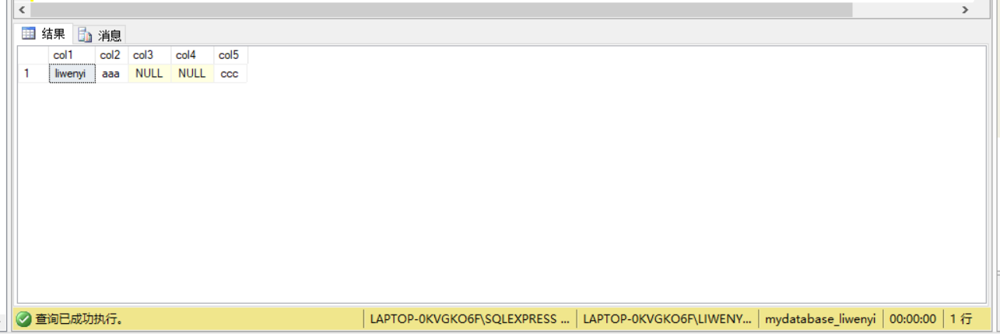 结果 消息
col1 col2 col3 col4 col5
1 liwenyi aaa NULL NULL ccc
查询已成功执行。 LAPTOP-0KVGKO6F\SQLEXPRESS ... LAPTOP-0KVGKO6F\LIWENY... mydatabase_liwenyi 00:00:00 1 行